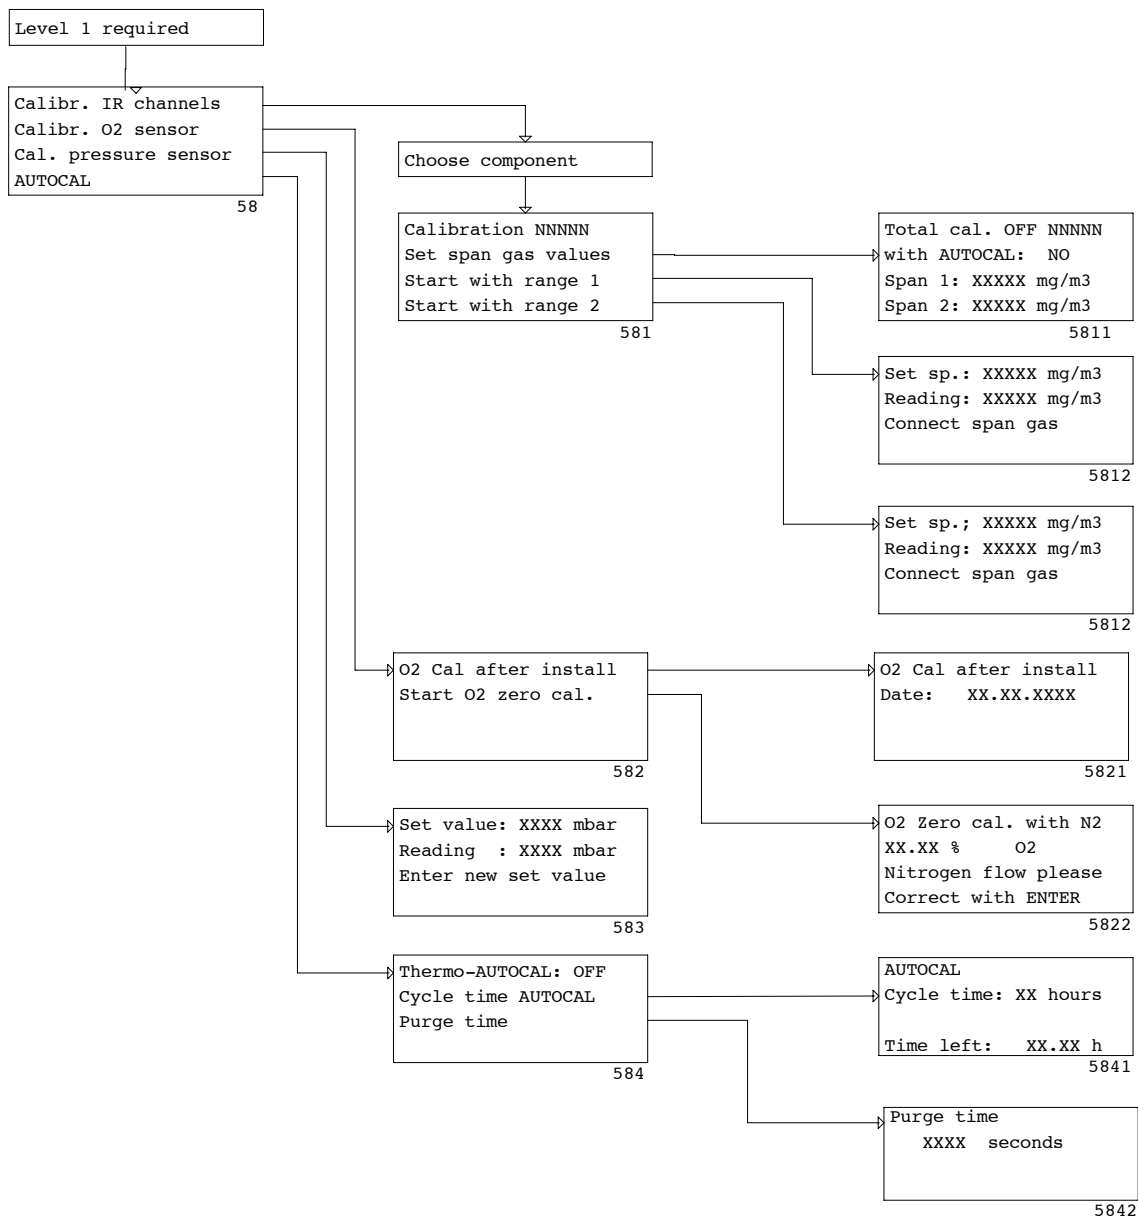 Level 1 required
Calibr. IR channels
Calibr. O2 sensor
Cal. pressure sensor
AUTOCAL
58
Choose component
Calibration NNNNN
Set span gas values
Start with range 1
Start with range 2
581
Total cal. OFF NNNNN
with AUTOCAL:  NO
Span 1: XXXXX mg/m3
Span 2: XXXXX mg/m3
5811
Set sp.: XXXXX mg/m3
Reading: XXXXX mg/m3
Connect span gas
5812
Set sp.; XXXXX mg/m3
Reading: XXXXX mg/m3
Connect span gas
5812
O2 Cal after install
Start O2 zero cal.
582
O2 Cal after install
Date:   XX.XX.XXXX
5821
Set value: XXXX mbar
Reading  : XXXX mbar
Enter new set value
583
O2 Zero cal. with N2
XX.XX %     O2
Nitrogen flow please
Correct with ENTER
5822
Thermo-AUTOCAL: OFF
Cycle time AUTOCAL
Purge time
584
AUTOCAL
Cycle time: XX hours
Time left:   XX.XX h
5841
Purge time
XXXX  seconds
5842